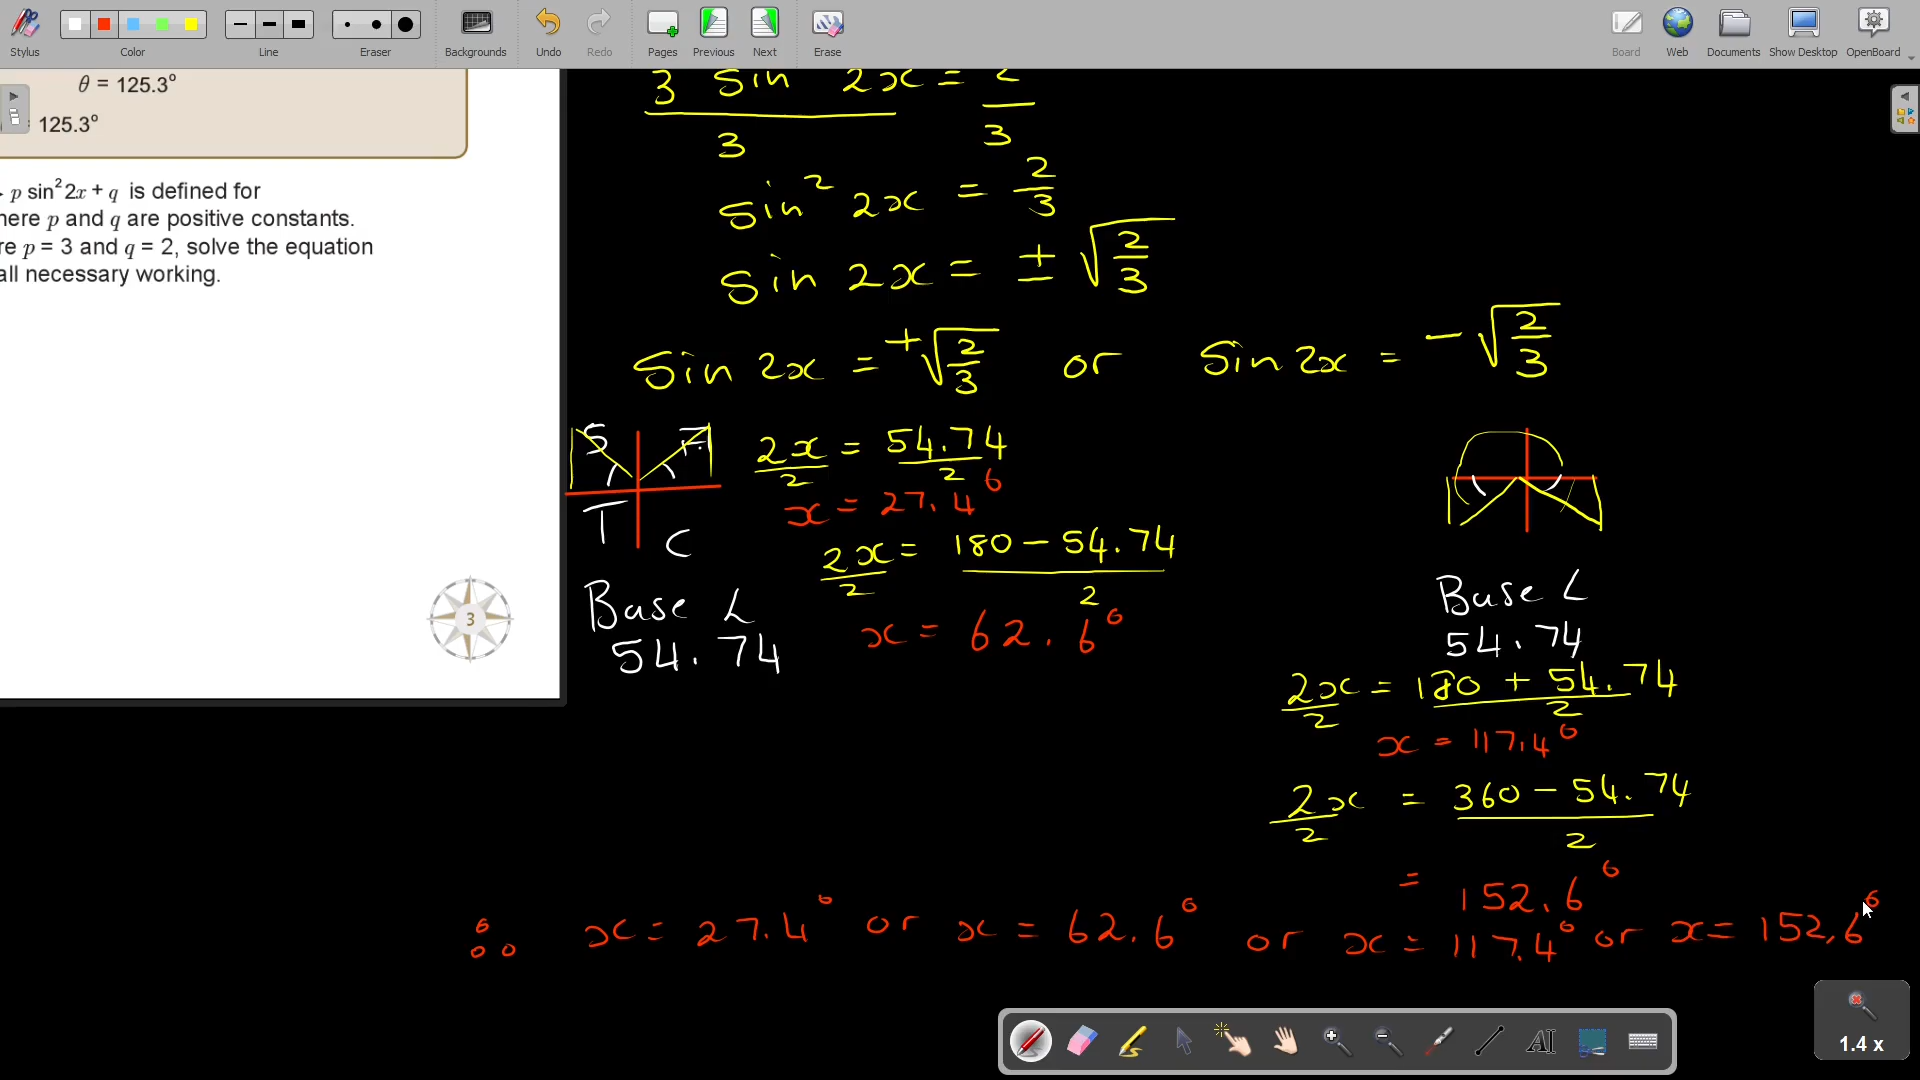 Stylus Color Line Eraser Backgrounds Undo Redo Pages Previous Next Erase Board Web Documents Show Desktop OpenBoard
θ = 125.3°
125.3°
p sin²2x + q is defined for
here p and q are positive constants.
re p = 3 and q = 2, solve the equation
all necessary working.
3
3 sin 2x = 2
3 3
sin² 2x = 2/3
sin 2x = ± √(2/3)
sin 2x = +√(2/3) or sin 2x = -√(2/3)
S A
T C
Base ∠
54.74
2x/2 = 54.74/2
x = 27.4°
2x/2 = (180 - 54.74)/2
x = 62.6°
Base ∠
54.74
2x/2 = (180 + 54.74)/2
x = 117.4°
2x/2 = (360 - 54.74)/2
= 152.6°
∴ x = 27.4° or x = 62.6° or x = 117.4° or x = 152.6°
AI
1.4 x